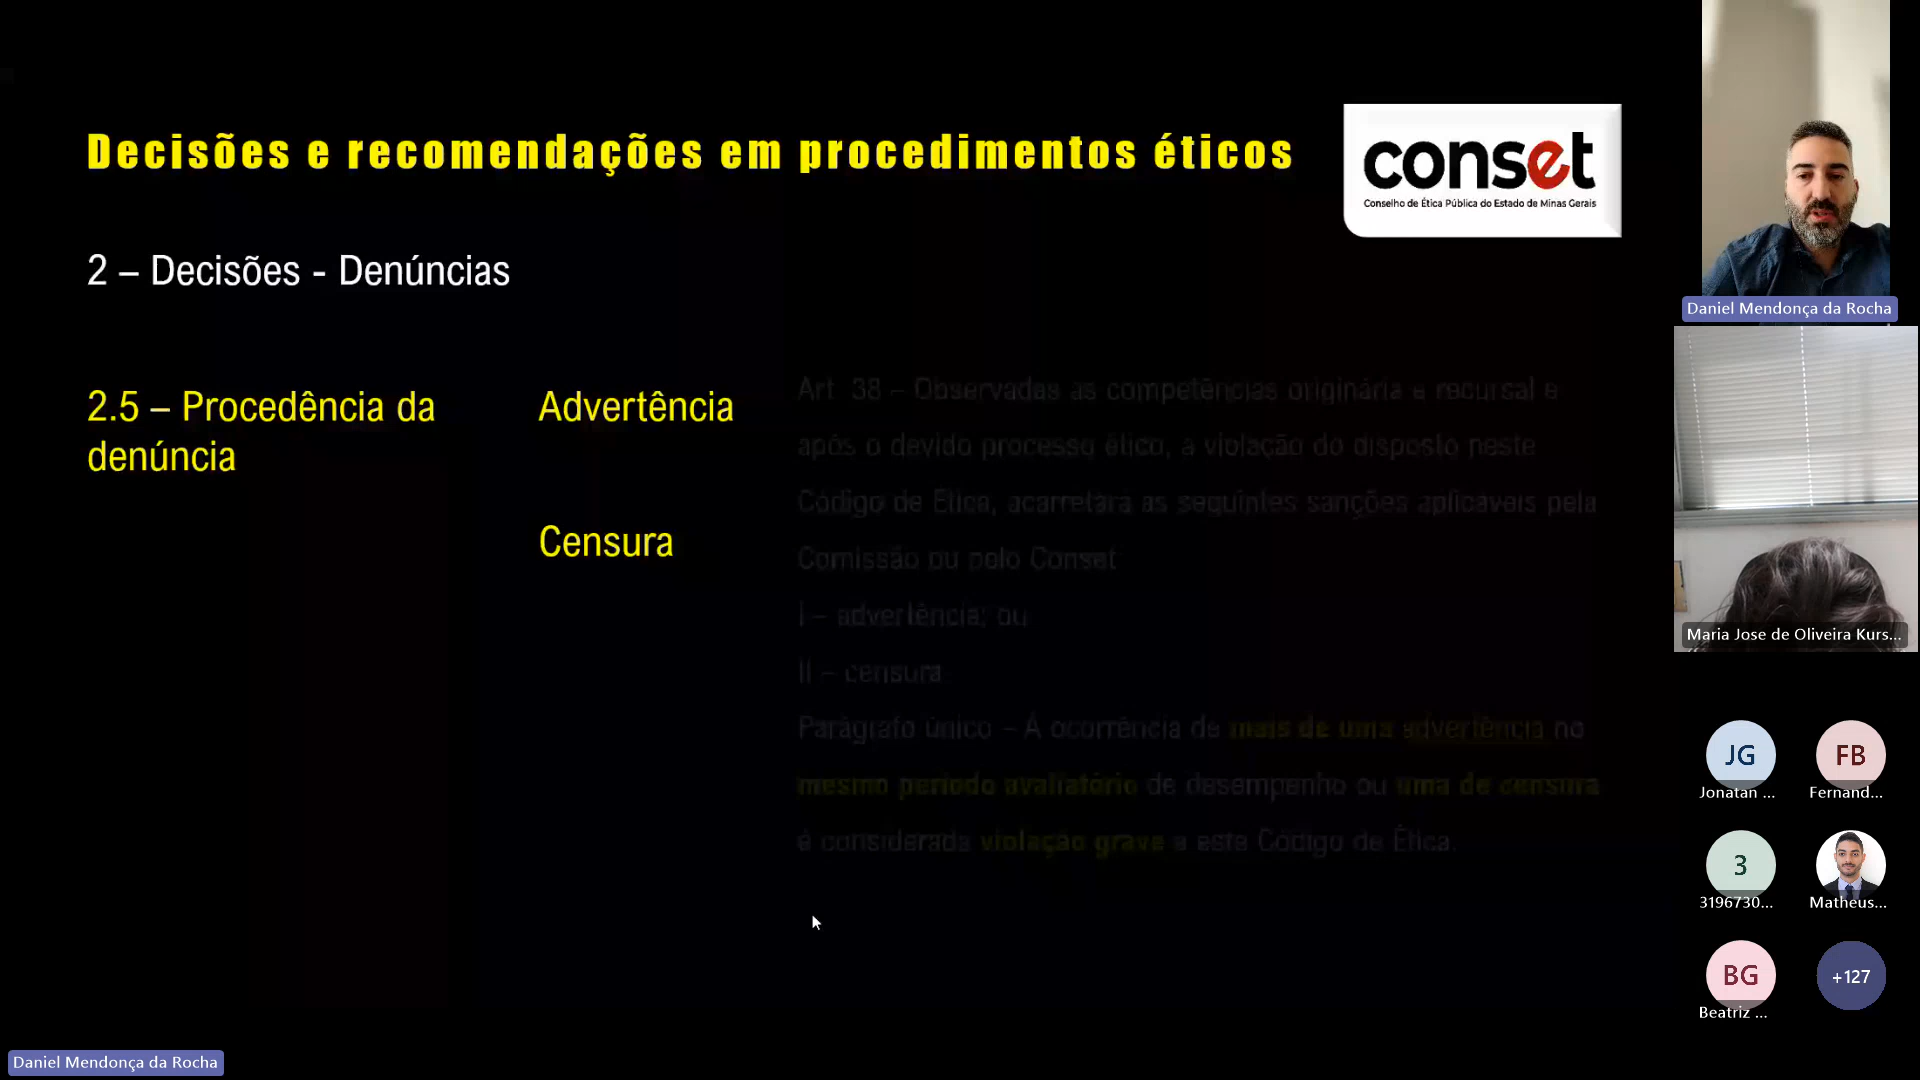 Decisões e recomendações em procedimentos éticos
conset
Conselho de Ética Pública do Estado de Minas Gerais
2 – Decisões - Denúncias
2.5 – Procedência da
denúncia
Advertência
Censura
Art. 38 – Observadas as competências originária e recursal e
após o devido processo ético, a violação do disposto neste
Código de Ética, acarretará as seguintes sanções aplicáveis pela
Comissão ou pelo Conset
I – advertência; ou
II – censura
Parágrafo único – A ocorrência de mais de uma advertência no
mesmo período avaliatório de desempenho ou uma de censura
é considerada violação grave a este Código de Ética.
Daniel Mendonça da Rocha
Maria Jose de Oliveira Kurs...
JG
Jonatan ...
FB
Fernand...
3
3196730...
Matheus...
BG
Beatriz ...
+127
Daniel Mendonça da Rocha